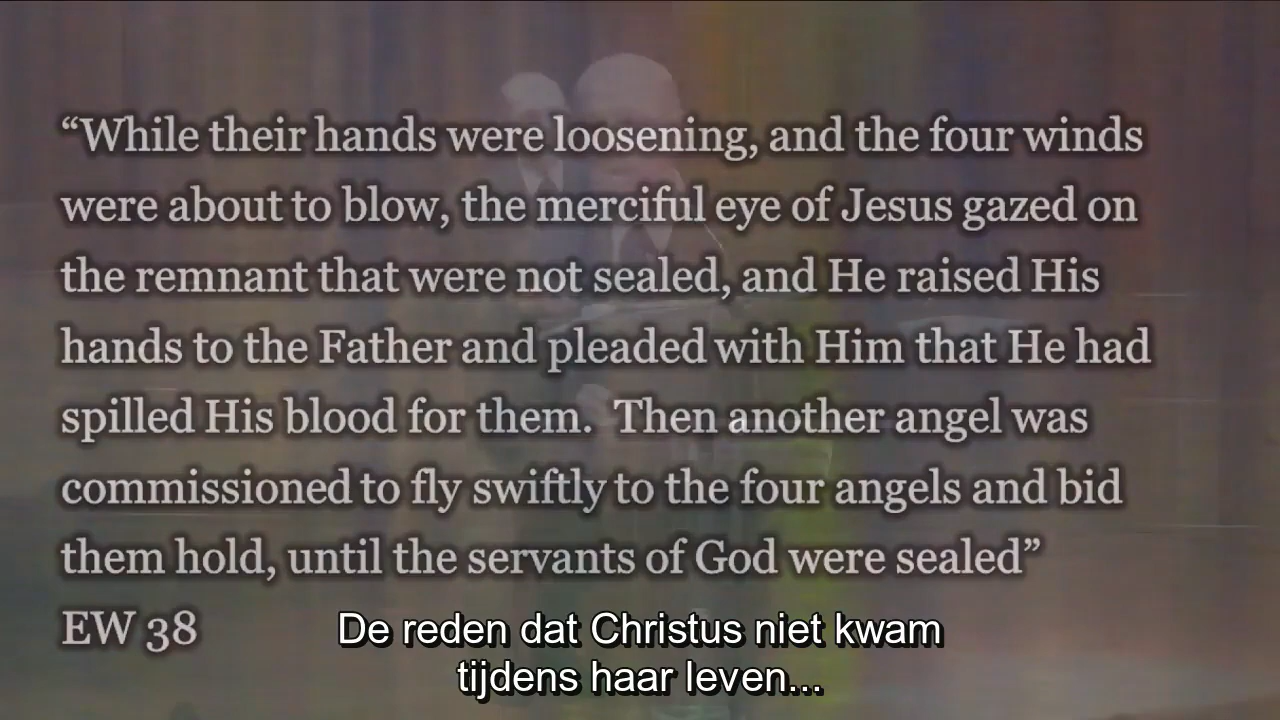 “While their hands were loosening, and the four winds
were about to blow, the merciful eye of Jesus gazed on
the remnant that were not sealed, and He raised His
hands to the Father and pleaded with Him that He had
spilled His blood for them.  Then another angel was
commissioned to fly swiftly to the four angels and bid
them hold, until the servants of God were sealed”
EW 38
De reden dat Christus niet kwam
tijdens haar leven...